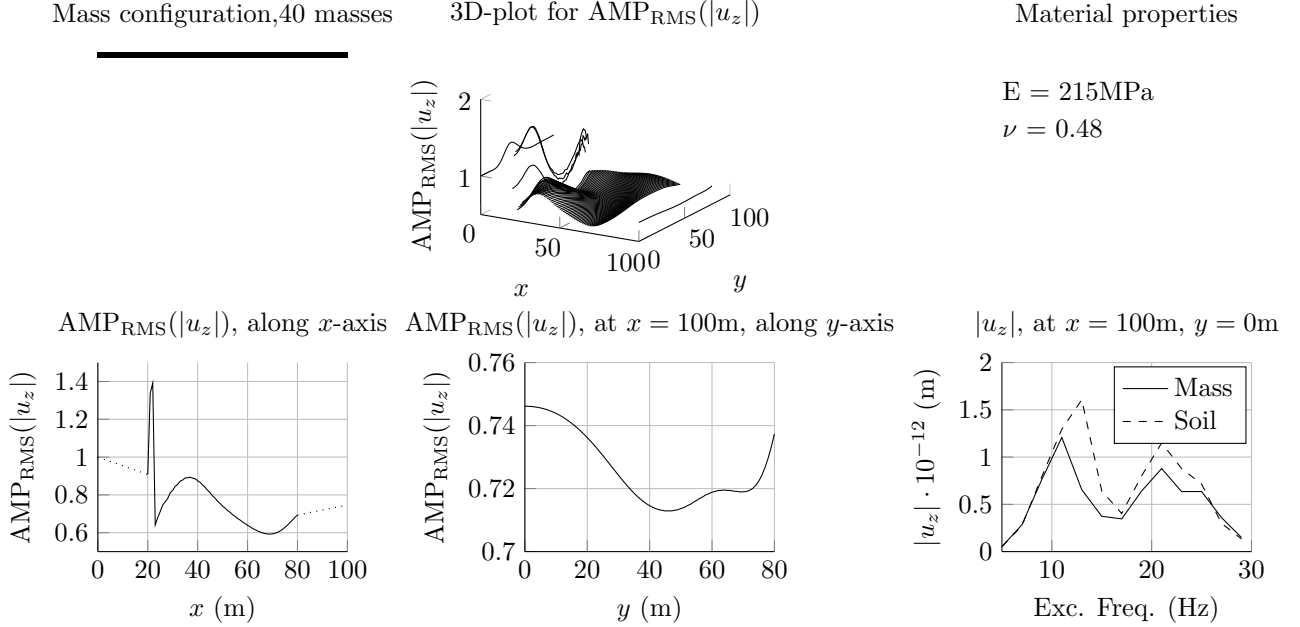 Mass configuration,40 masses
3D-plot for AMP_RMS(|u_z|)
Material properties
E = 215MPa
ν = 0.48
AMP_RMS(|u_z|)
2
1
0
50
100
x
0
50
100
y
AMP_RMS(|u_z|), along x-axis
AMP_RMS(|u_z|)
1.4
1.2
1
0.8
0.6
0 20 40 60 80 100
x (m)
AMP_RMS(|u_z|), at x = 100m, along y-axis
AMP_RMS(|u_z|)
0.76
0.74
0.72
0.7
0 20 40 60 80
y (m)
|u_z|, at x = 100m, y = 0m
|u_z| · 10^−12 (m)
2
1.5
1
0.5
0
10 20 30
Exc. Freq. (Hz)
Mass
Soil